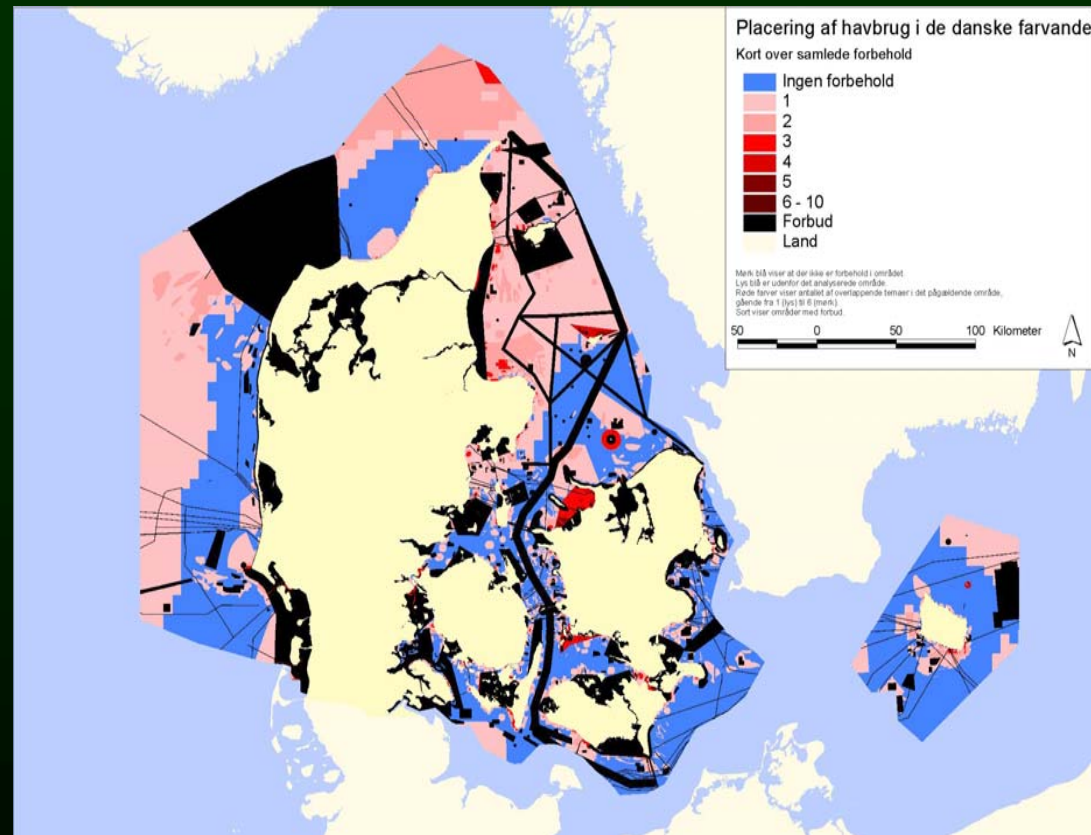 Placering af havbrug i de danske farvande
Kort over samlede forbehold
Ingen forbehold
1
2
3
4
5
6 - 10
Forbud
Land
Mørk blå viser at der ikke er forbehold i området.
Lys blå er udenfor det analyserede område.
Røde farver viser antallet af overlappende temaer i det pågældende område,
gående fra 1 (lys) til 6 (mørk).
Sort viser områder med forbud.
50 0 50 100 Kilometer
N